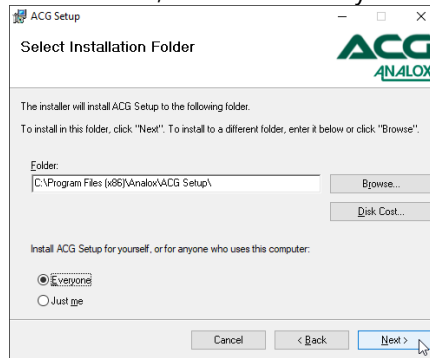 ACG Setup
Select Installation Folder
ACG
ANALOX
The installer will install ACG Setup to the following folder.
To install in this folder, click "Next". To install to a different folder, enter it below or click "Browse".
Folder:
C:\Program Files (x86)\Analox\ACG Setup\
Browse...
Disk Cost...
Install ACG Setup for yourself, or for anyone who uses this computer:
Everyone
Just me
Cancel
< Back
Next >